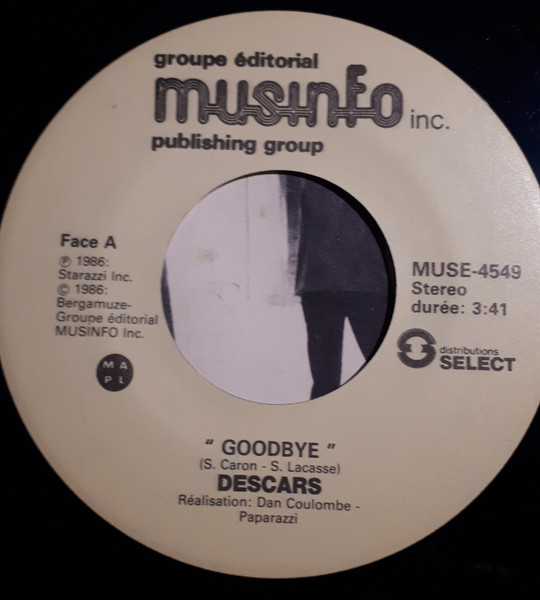 groupe éditorial
musinfo inc.
publishing group
Face A
℗ 1986:
Starazzi Inc.
© 1986:
Bergamuze-
Groupe éditorial
MUSINFO Inc.
M A
P L
MUSE-4549
Stereo
durée: 3:41
distributions
SELECT
" GOODBYE "
(S. Caron - S. Lacasse)
DESCARS
Réalisation: Dan Coulombe -
Paparazzi